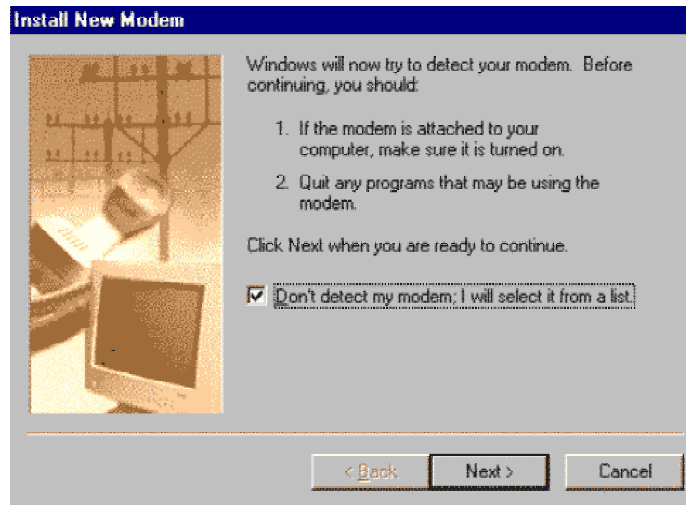 Install New Modem
Windows will now try to detect your modem. Before
continuing, you should:
1. If the modem is attached to your
computer, make sure it is turned on.
2. Quit any programs that may be using the
modem.
Click Next when you are ready to continue.
Don't detect my modem; I will select it from a list.
< Back Next > Cancel